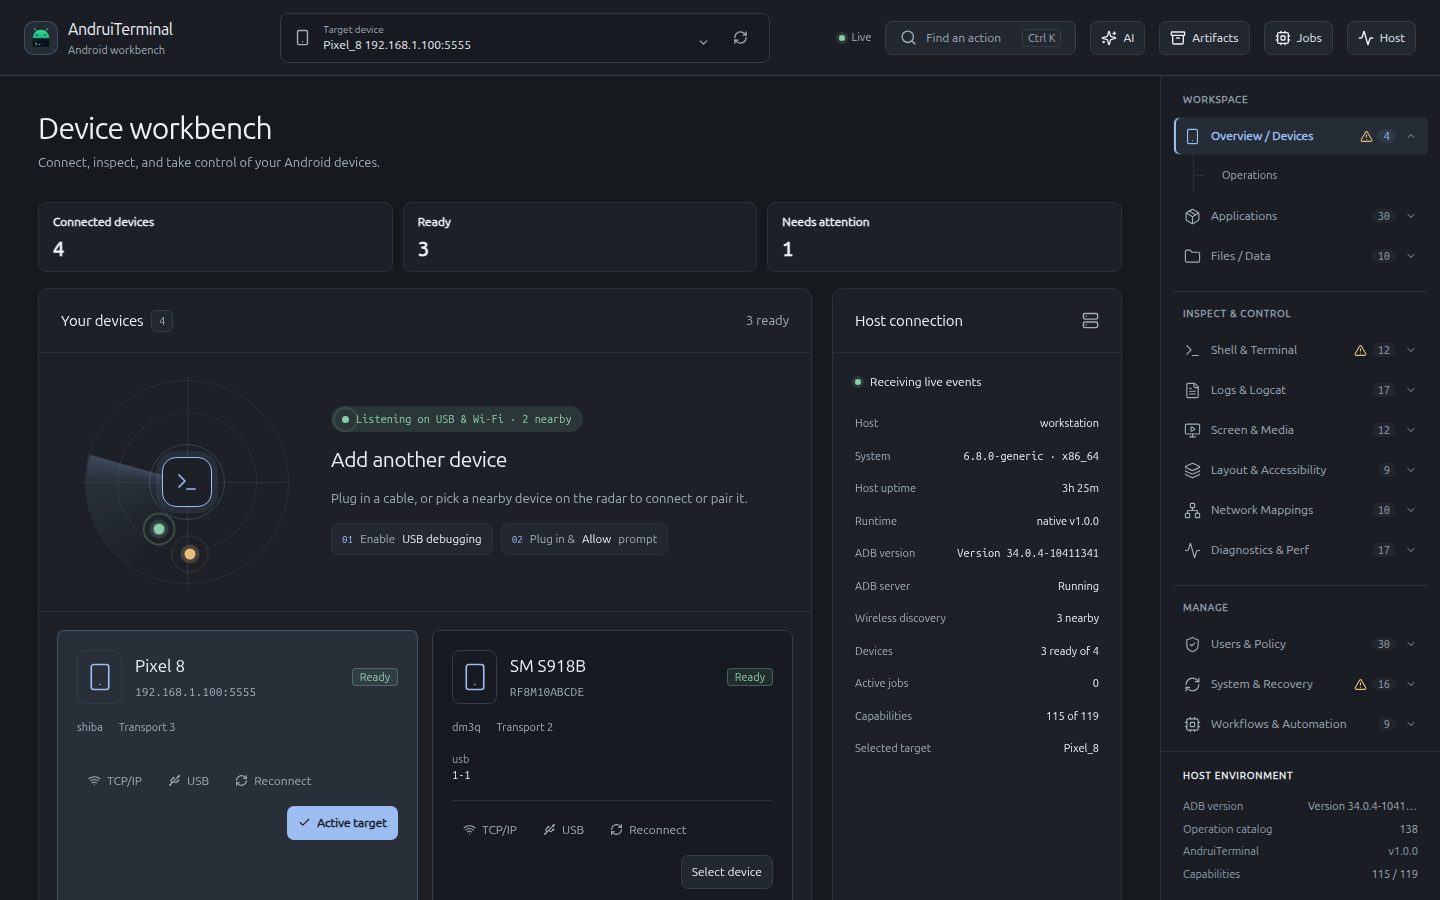 AndruiTerminal
Android workbench
Target device
Pixel_8 192.168.1.100:5555
Live
Find an action
Ctrl K
AI
Artifacts
Jobs
Host
Device workbench
Connect, inspect, and take control of your Android devices.
Connected devices
4
Ready
3
Needs attention
1
Your devices 4
3 ready
Listening on USB & Wi-Fi · 2 nearby
Add another device
Plug in a cable, or pick a nearby device on the radar to connect or pair it.
01 Enable USB debugging
02 Plug in & Allow prompt
Pixel 8
192.168.1.100:5555
Ready
shiba Transport 3
TCP/IP USB Reconnect
Active target
SM S918B
RF8M10ABCDE
Ready
dm3q Transport 2
usb
1-1
TCP/IP USB Reconnect
Select device
Host connection
Receiving live events
Host workstation
System 6.8.0-generic · x86_64
Host uptime 3h 25m
Runtime native v1.0.0
ADB version Version 34.0.4-10411341
ADB server Running
Wireless discovery 3 nearby
Devices 3 ready of 4
Active jobs 0
Capabilities 115 of 119
Selected target Pixel_8
WORKSPACE
Overview / Devices 4
Operations
Applications 30
Files / Data 10
INSPECT & CONTROL
Shell & Terminal 12
Logs & Logcat 17
Screen & Media 12
Layout & Accessibility 9
Network Mappings 10
Diagnostics & Perf 17
MANAGE
Users & Policy 30
System & Recovery 16
Workflows & Automation 9
HOST ENVIRONMENT
ADB version Version 34.0.4-1041...
Operation catalog 138
AndruiTerminal v1.0.0
Capabilities 115 / 119